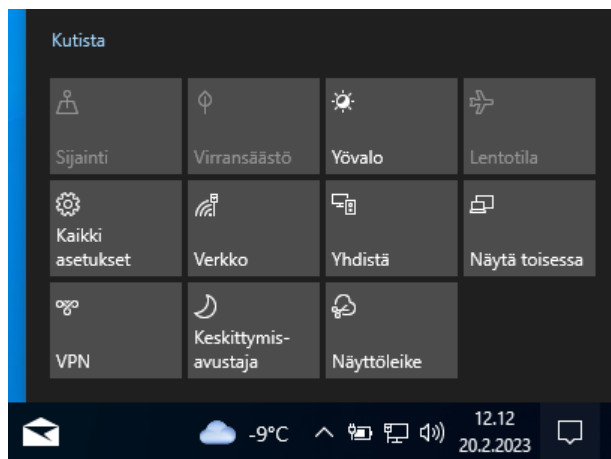 Kutista
Sijainti
Virransäästö
Yövalo
Lentotila
Kaikki
asetukset
Verkko
Yhdistä
Näytä toisessa
VPN
Keskittymis-
avustaja
Näyttöleike
-9°C
12.12
20.2.2023